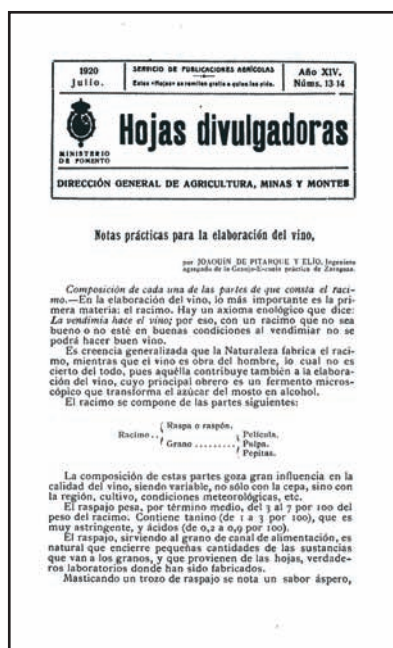 1920
Julio.
SERVICIO DE PUBLICACIONES AGRÍCOLAS
Estas «Hojas» se remiten gratis a quien las pida.
Año XIV.
Núms. 13-14
MINISTERIO
DE FOMENTO
Hojas divulgadoras
DIRECCIÓN GENERAL DE AGRICULTURA, MINAS Y MONTES
Notas prácticas para la elaboración del vino,
por JOAQUÍN DE PITARQUE Y ELÍO, Ingeniero
agregado de la Granja-Escuela práctica de Zaragoza.
Composición de cada una de las partes de que consta el raci-
mo.—En la elaboración del vino, lo más importante es la pri-
mera materia: el racimo. Hay un axioma enológico que dice:
La vendimia hace el vino; por eso, con un racimo que no sea
bueno o no esté en buenas condiciones al vendimiar no se
podrá hacer buen vino.
Es creencia generalizada que la Naturaleza fabrica el raci-
mo, mientras que el vino es obra del hombre, lo cual no es
cierto del todo, pues aquélla contribuye también a la elabora-
ción del vino, cuyo principal obrero es un fermento micros-
cópico que transforma el azúcar del mosto en alcohol.
El racimo se compone de las partes siguientes:
Raspa o raspón.
Racimo..
Película.
Grano ......... Pulpa.
Pepitas.
La composición de estas partes goza gran influencia en la
calidad del vino, siendo variable, no sólo con la cepa, sino con
la región, cultivo, condiciones meteorológicas, etc.
El raspajo pesa, por término medio, del 3 al 7 por 100 del
peso del racimo. Contiene tanino (de 1 a 3 por 100), que es
muy astringente, y ácidos (de 0,2 a 0,9 por 100).
El raspajo, sirviendo al grano de canal de alimentación, es
natural que encierre pequeñas cantidades de las sustancias
que van a los granos, y que provienen de las hojas, verdade-
ros laboratorios donde han sido fabricados.
Masticando un trozo de raspajo se nota un sabor áspero,